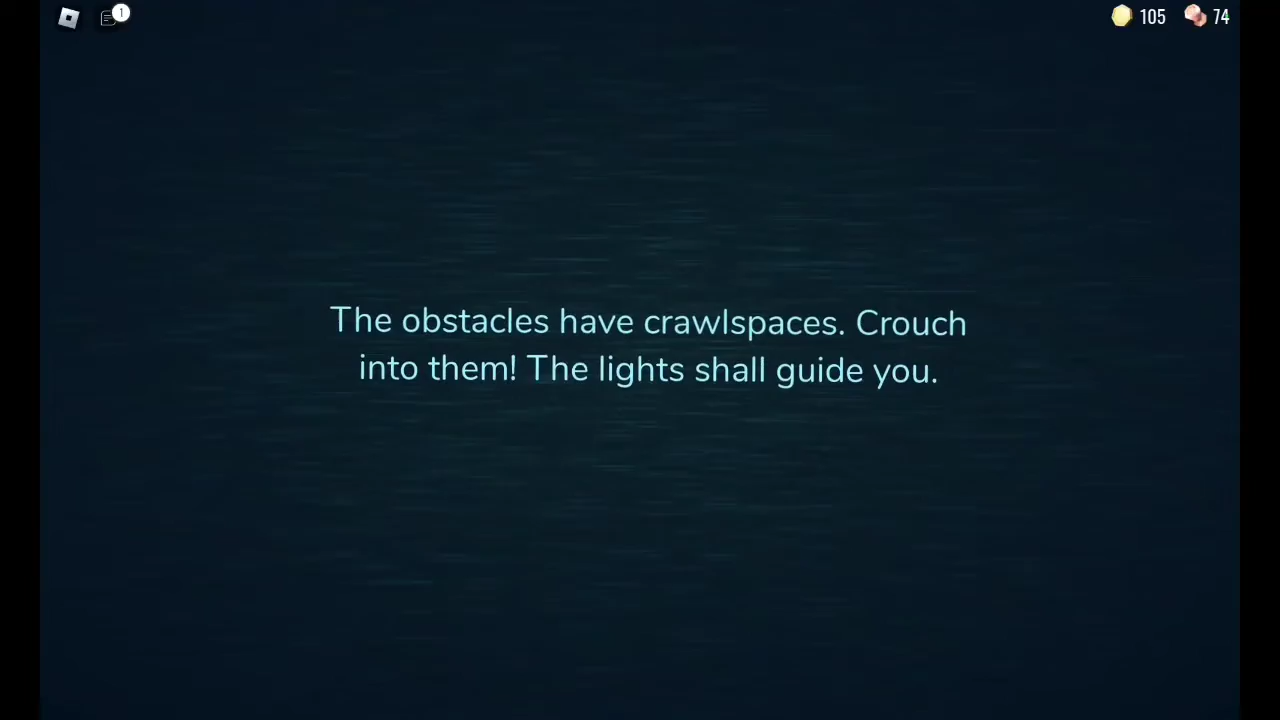 1
105
74
The obstacles have crawlspaces. Crouch
into them! The lights shall guide you.